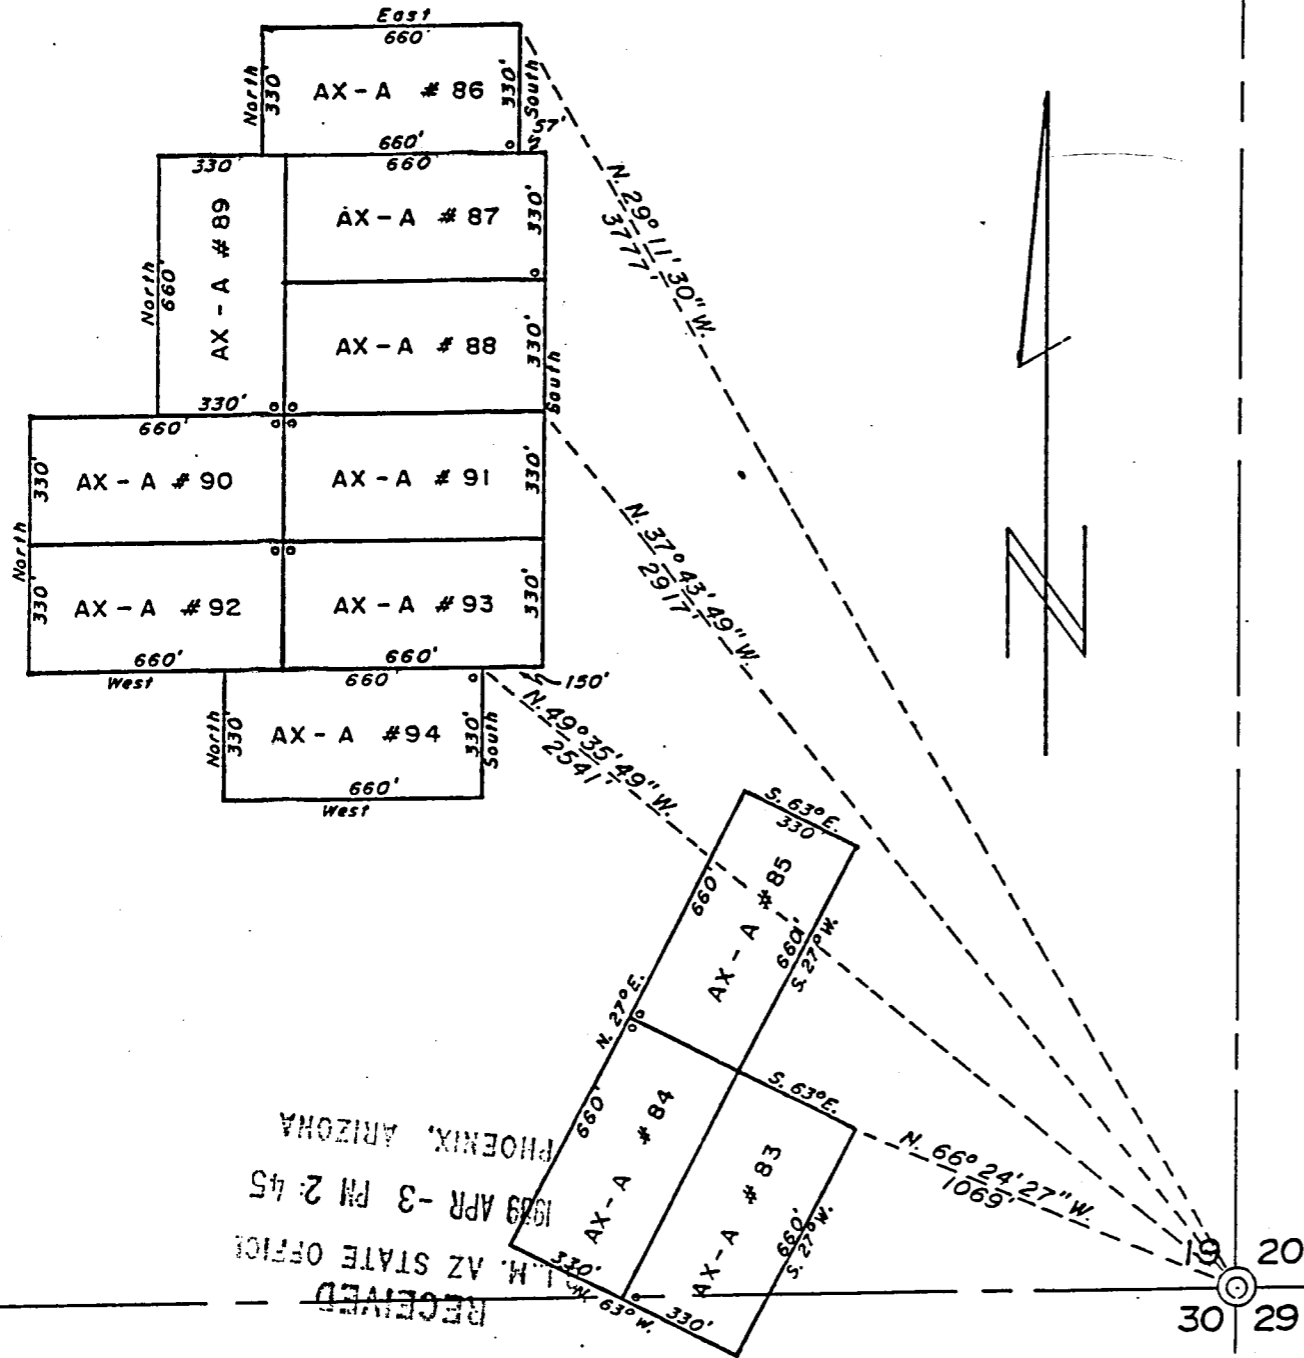 East
660'
North
330'
AX-A # 86
330'
South
57'
660'
330'
660
AX-A # 89
North
660'
AX-A # 87
330'
AX-A # 88
330'
South
330'
660'
North
330'
AX-A # 90
AX-A # 91
330'
330'
AX-A # 92
AX-A # 93
330'
660'
West
660'
660'
150'
North
330'
AX-A # 94
330'
South
660'
West
N. 29° 11' 30" W.
3777'
N. 37° 43' 49" W.
2917'
N. 49° 35' 49" W.
2541'
N
S. 63° E.
330'
660'
AX-A # 85
660'
S. 27° W.
N. 27° E.
S. 63° E.
660'
AX-A # 84
AX-A # 83
660'
S. 27° W.
330'
N. 63° W.
330'
N. 66° 24' 27" W.
1069'
19
20
30
29
RECEIVED
B.L.M. AZ STATE OFFICE
1989 APR -3 PM 2:45
PHOENIX, ARIZONA